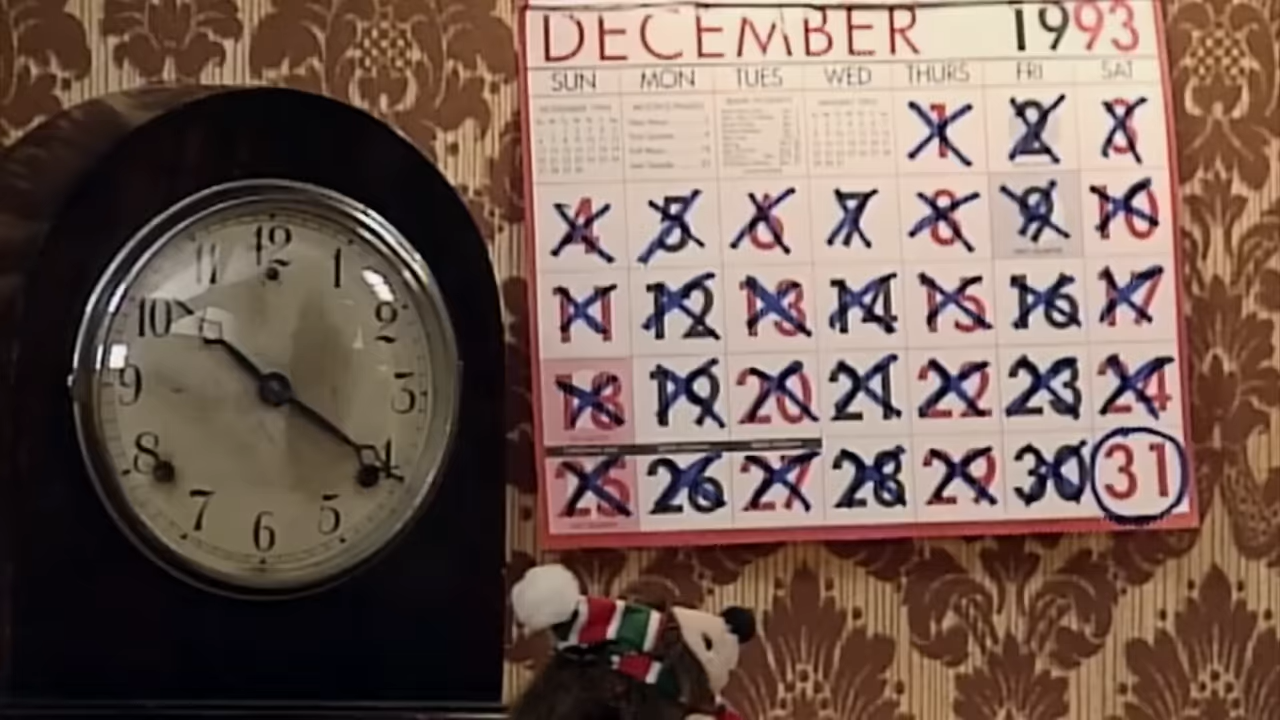 DECEMBER 1993
SUN MON TUES WED THURS FRI SAT
1 2 3
4 5 6 7 8 9 10
11 12 13 14 15 16 17
18 19 20 21 22 23 24
25 26 27 28 29 30 31
12
11 1
10 2
9 3
8 4
7 5
6